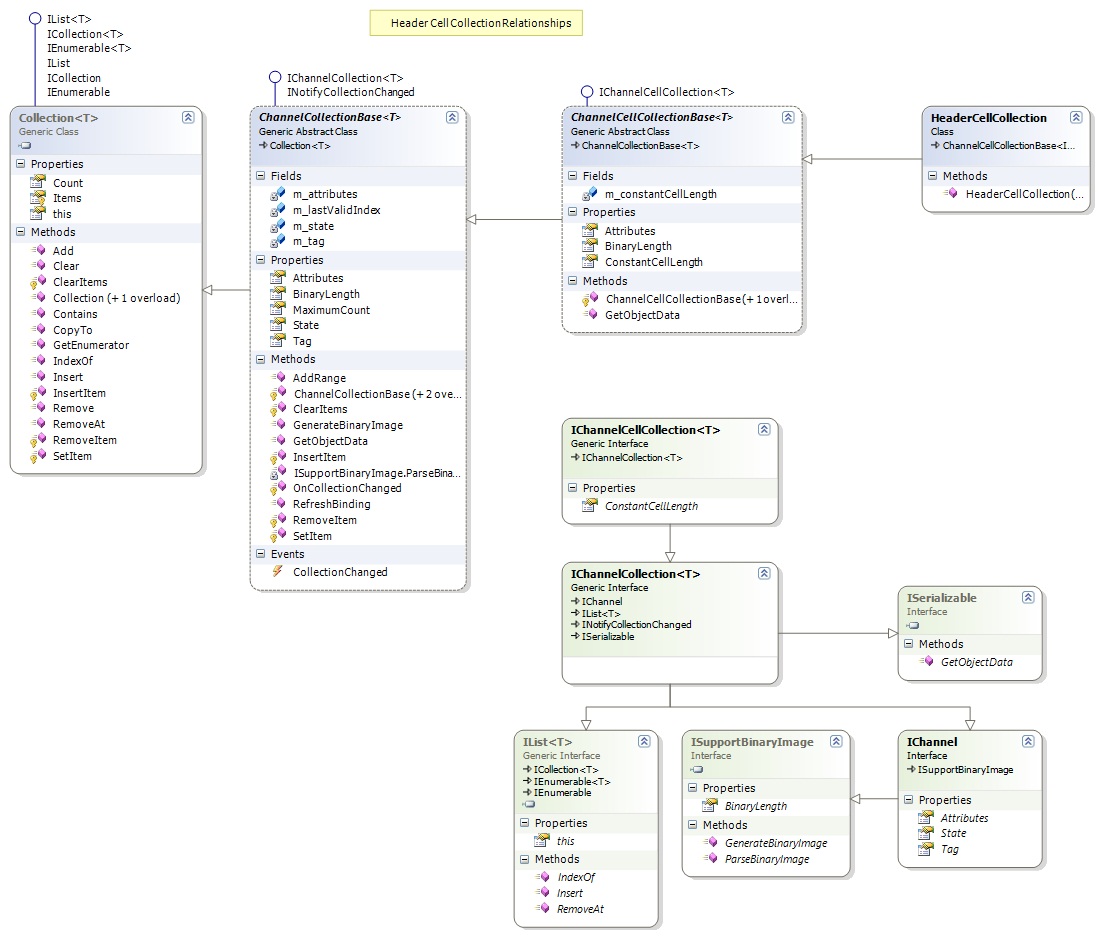 Header Cell Collection Relationships
IList<T>
ICollection<T>
IEnumerable<T>
IList
ICollection
IEnumerable
Collection<T>
Generic Class
Properties
Count
Items
this
Methods
Add
Clear
ClearItems
Collection (+ 1 overload)
Contains
CopyTo
GetEnumerator
IndexOf
Insert
InsertItem
Remove
RemoveAt
RemoveItem
SetItem
IChannelCollection<T>
INotifyCollectionChanged
ChannelCollectionBase<T>
Generic Abstract Class
Collection<T>
Fields
m_attributes
m_lastValidIndex
m_state
m_tag
Properties
Attributes
BinaryLength
MaximumCount
State
Tag
Methods
AddRange
ChannelCollectionBase (+ 2 ove...
ClearItems
GenerateBinaryImage
GetObjectData
InsertItem
ISupportBinaryImage.ParseBina...
OnCollectionChanged
RefreshBinding
RemoveItem
SetItem
Events
CollectionChanged
IChannelCellCollection<T>
ChannelCellCollectionBase<T>
Generic Abstract Class
ChannelCollectionBase<T>
Fields
m_constantCellLength
Properties
Attributes
BinaryLength
ConstantCellLength
Methods
ChannelCellCollectionBase (+ 1 overl...
GetObjectData
HeaderCellCollection
Class
ChannelCellCollectionBase<I...
Methods
HeaderCellCollection(...
IChannelCellCollection<T>
Generic Interface
IChannelCollection<T>
Properties
ConstantCellLength
IChannelCollection<T>
Generic Interface
IChannel
IList<T>
INotifyCollectionChanged
ISerializable
ISerializable
Interface
Methods
GetObjectData
IList<T>
Generic Interface
ICollection<T>
IEnumerable<T>
IEnumerable
Properties
this
Methods
IndexOf
Insert
RemoveAt
ISupportBinaryImage
Interface
Properties
BinaryLength
Methods
GenerateBinaryImage
ParseBinaryImage
IChannel
Interface
ISupportBinaryImage
Properties
Attributes
State
Tag